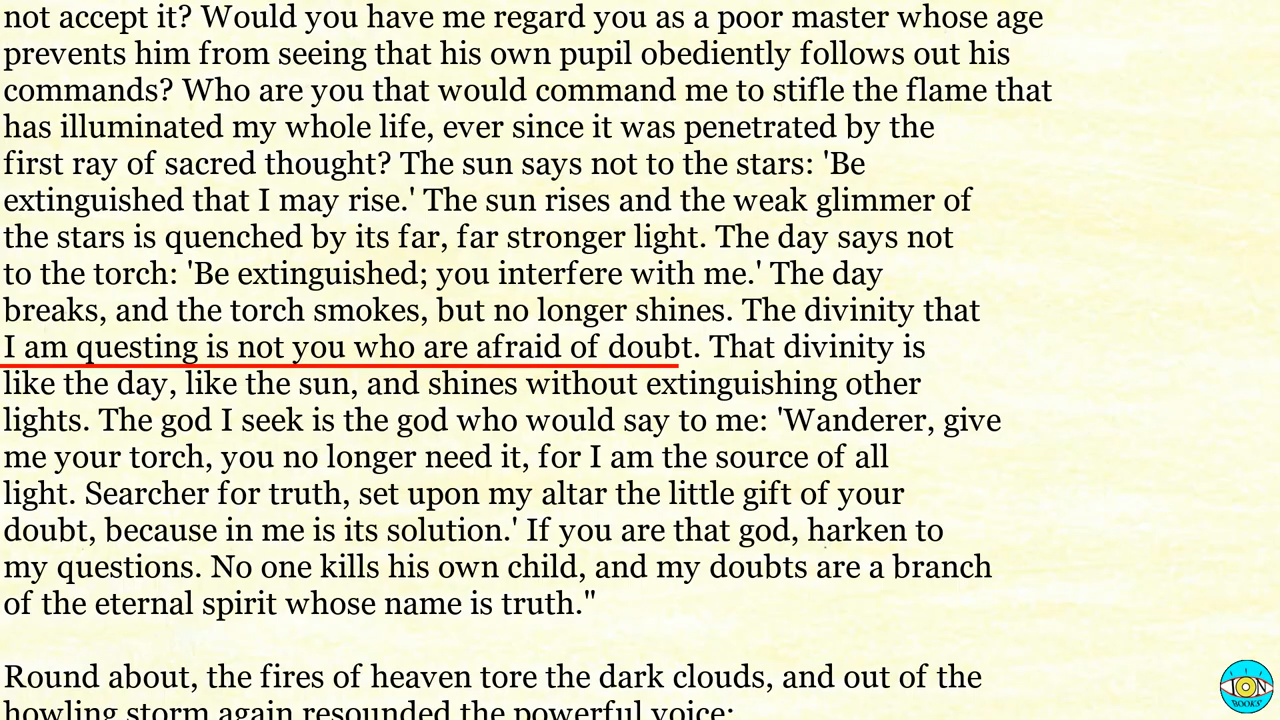 not accept it? Would you have me regard you as a poor master whose age
prevents him from seeing that his own pupil obediently follows out his
commands? Who are you that would command me to stifle the flame that
has illuminated my whole life, ever since it was penetrated by the
first ray of sacred thought? The sun says not to the stars: 'Be
extinguished that I may rise.' The sun rises and the weak glimmer of
the stars is quenched by its far, far stronger light. The day says not
to the torch: 'Be extinguished; you interfere with me.' The day
breaks, and the torch smokes, but no longer shines. The divinity that
I am questing is not you who are afraid of doubt. That divinity is
like the day, like the sun, and shines without extinguishing other
lights. The god I seek is the god who would say to me: 'Wanderer, give
me your torch, you no longer need it, for I am the source of all
light. Searcher for truth, set upon my altar the little gift of your
doubt, because in me is its solution.' If you are that god, harken to
my questions. No one kills his own child, and my doubts are a branch
of the eternal spirit whose name is truth."
Round about, the fires of heaven tore the dark clouds, and out of the
howling storm again resounded the powerful voice:
ION
BOOKS